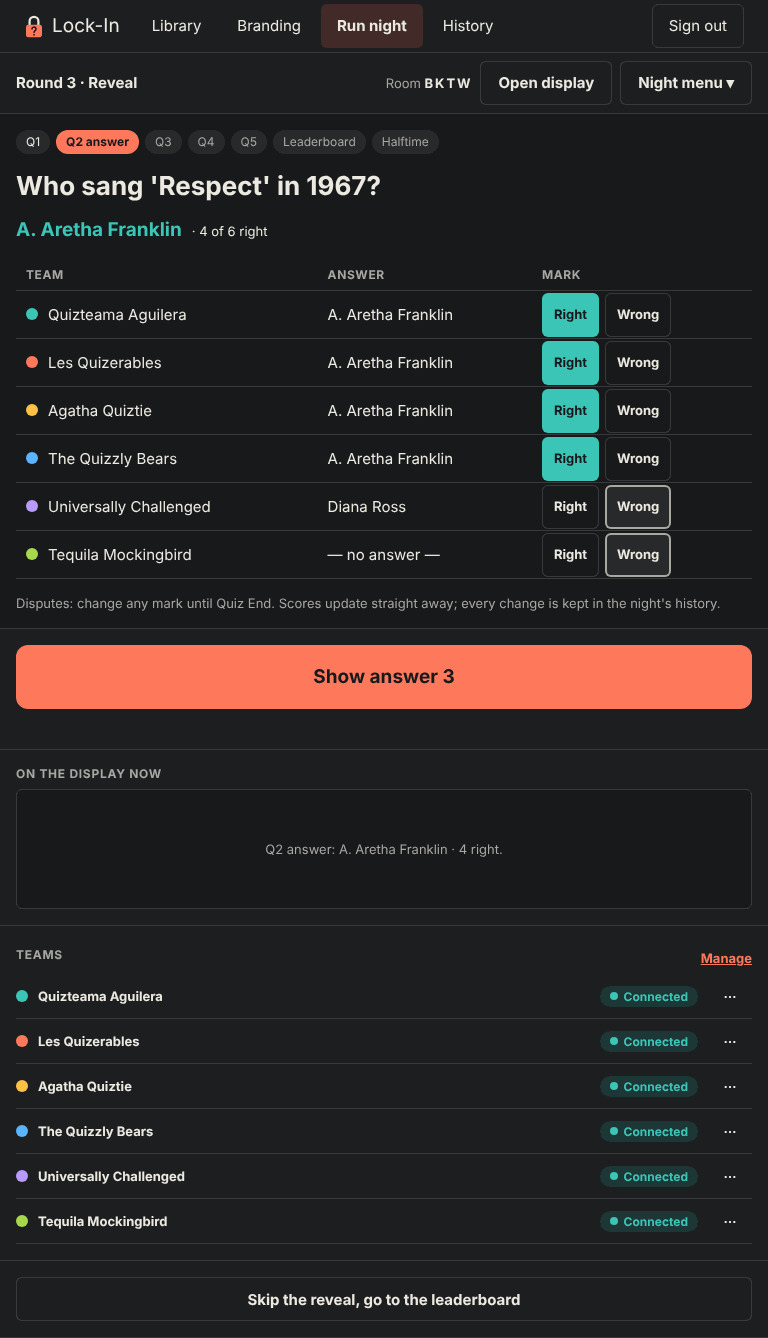 Lock-In Library Branding Run night History Sign out
Round 3 · Reveal Room BKTW Open display Night menu ▾
Q1 Q2 answer Q3 Q4 Q5 Leaderboard Halftime
Who sang 'Respect' in 1967?
A. Aretha Franklin · 4 of 6 right
TEAM ANSWER MARK
Quizteama Aguilera A. Aretha Franklin Right Wrong
Les Quizerables A. Aretha Franklin Right Wrong
Agatha Quiztie A. Aretha Franklin Right Wrong
The Quizzly Bears A. Aretha Franklin Right Wrong
Universally Challenged Diana Ross Right Wrong
Tequila Mockingbird — no answer — Right Wrong
Disputes: change any mark until Quiz End. Scores update straight away; every change is kept in the night's history.
Show answer 3
ON THE DISPLAY NOW
Q2 answer: A. Aretha Franklin · 4 right.
TEAMS Manage
Quizteama Aguilera Connected ...
Les Quizerables Connected ...
Agatha Quiztie Connected ...
The Quizzly Bears Connected ...
Universally Challenged Connected ...
Tequila Mockingbird Connected ...
Skip the reveal, go to the leaderboard